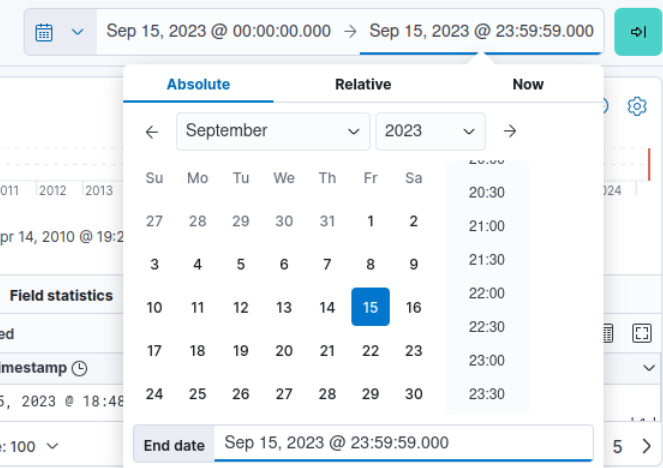 Sep 15, 2023 @ 00:00:00.000 → Sep 15, 2023 @ 23:59:59.000
Absolute Relative Now
September 2023
011 2012 2013
024
Su Mo Tu We Th Fr Sa
27 28 29 30 31 1 2
3 4 5 6 7 8 9
10 11 12 13 14 15 16
17 18 19 20 21 22 23
24 25 26 27 28 29 30
20:00
20:30
21:00
21:30
22:00
22:30
23:00
23:30
pr 14, 2010 @ 19:2
Field statistics
ed
imestamp
5, 2023 @ 18:48
e: 100
5
End date Sep 15, 2023 @ 23:59:59.000